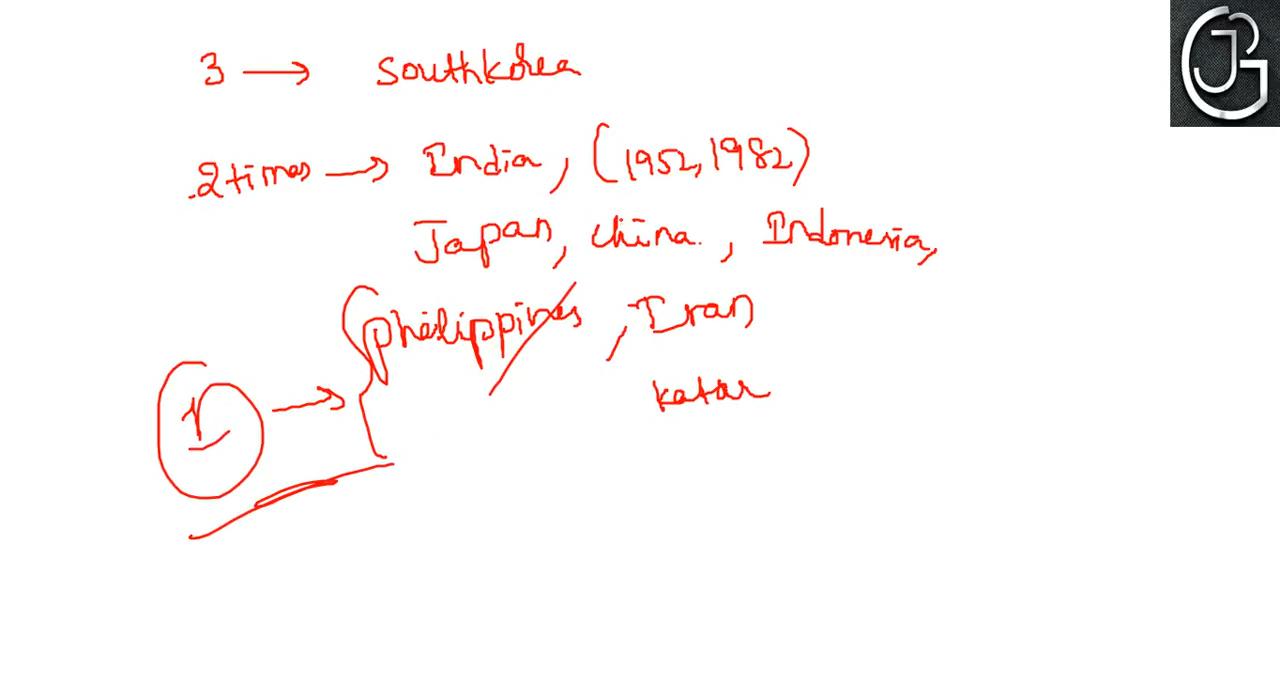 3 → southkorea
2times → India, (1952, 1982)
Japan, china, Indonesia,
philippines, Iran
1 →
katar